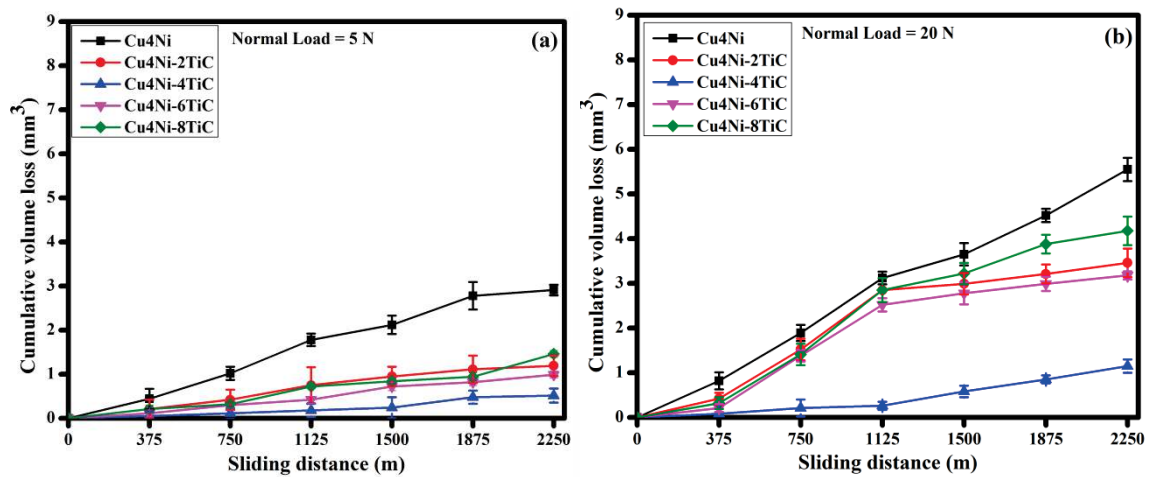 (a)
Normal Load = 5 N
Cu4Ni
Cu4Ni-2TiC
Cu4Ni-4TiC
Cu4Ni-6TiC
Cu4Ni-8TiC
Cumulative volume loss (mm³)
9
8
7
6
5
4
3
2
1
0
0 375 750 1125 1500 1875 2250
Sliding distance (m)
(b)
Normal Load = 20 N
Cu4Ni
Cu4Ni-2TiC
Cu4Ni-4TiC
Cu4Ni-6TiC
Cu4Ni-8TiC
Cumulative volume loss (mm³)
9
8
7
6
5
4
3
2
1
0
0 375 750 1125 1500 1875 2250
Sliding distance (m)